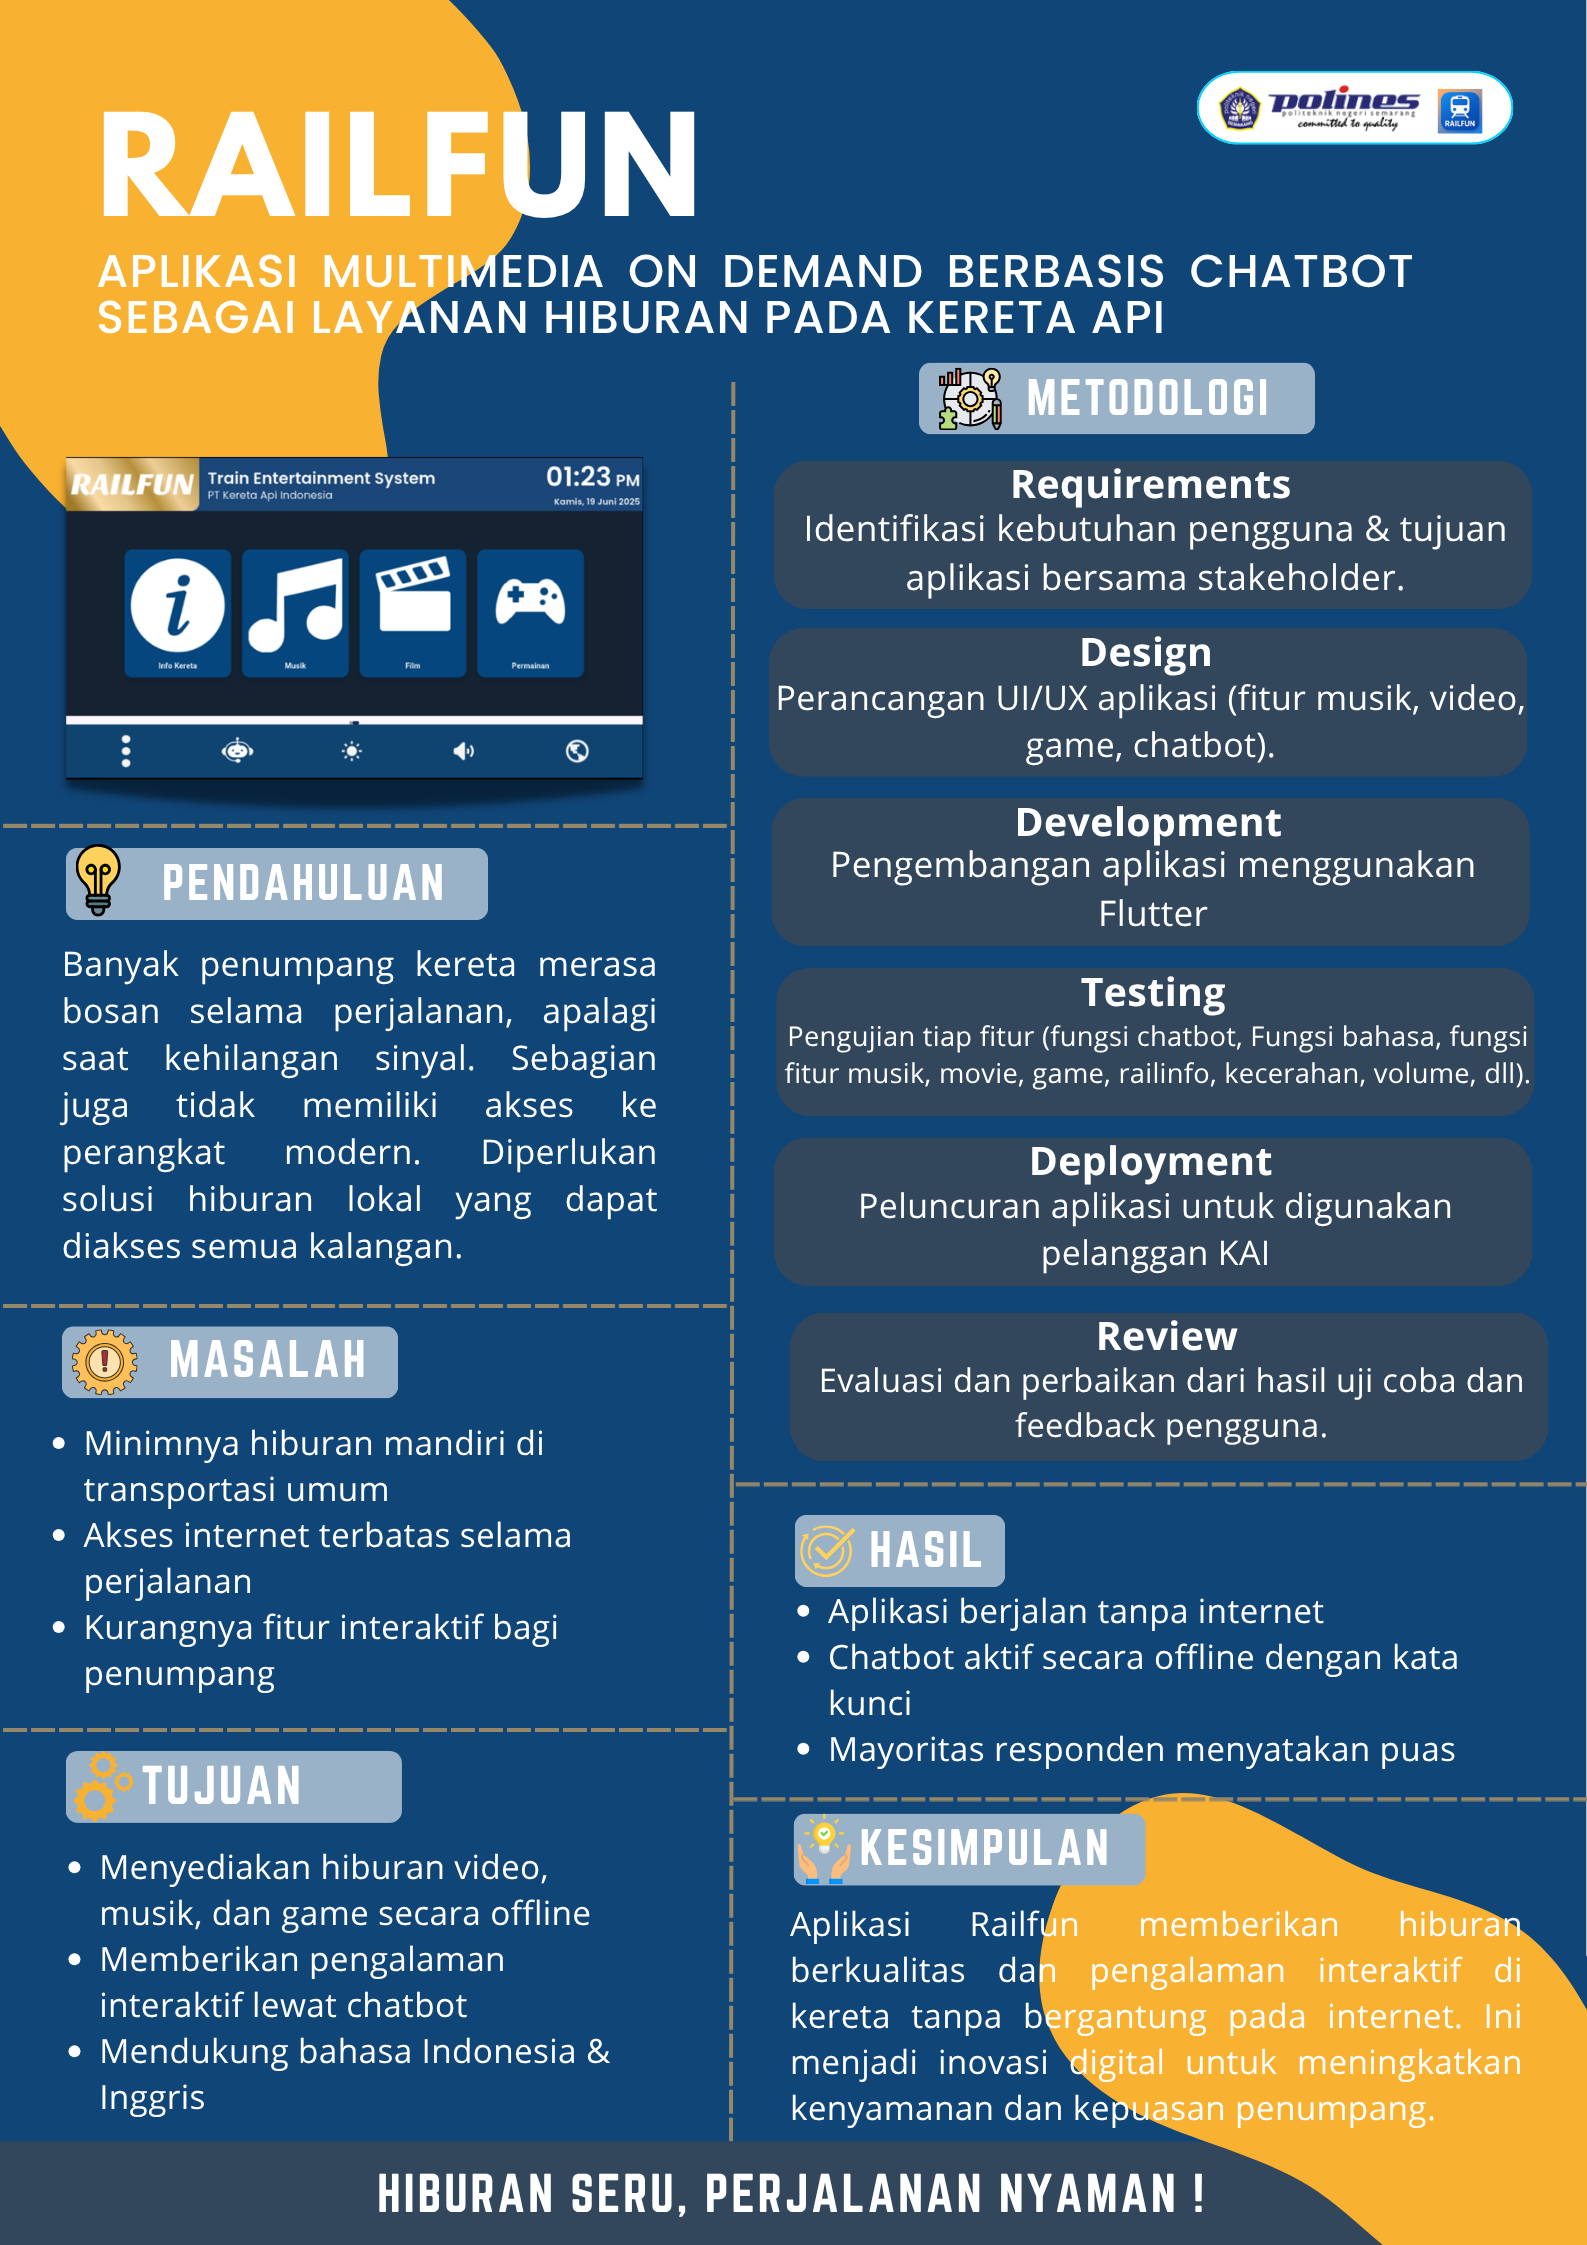 RAILFUN
polines
politeknik negeri semarang
committed to quality
RAILFUN
APLIKASI MULTIMEDIA ON DEMAND BERBASIS CHATBOT
SEBAGAI LAYANAN HIBURAN PADA KERETA API
RAILFUN
Train Entertainment System
PT Kereta Api Indonesia
01:23 PM
Kamis, 19 Juni 2025
Info Kereta
Musik
Film
Permainan
PENDAHULUAN
Banyak penumpang kereta merasa
bosan selama perjalanan, apalagi
saat kehilangan sinyal. Sebagian
juga tidak memiliki akses ke
perangkat modern. Diperlukan
solusi hiburan lokal yang dapat
diakses semua kalangan.
MASALAH
• Minimnya hiburan mandiri di
transportasi umum
• Akses internet terbatas selama
perjalanan
• Kurangnya fitur interaktif bagi
penumpang
TUJUAN
• Menyediakan hiburan video,
musik, dan game secara offline
• Memberikan pengalaman
interaktif lewat chatbot
• Mendukung bahasa Indonesia &
Inggris
METODOLOGI
Requirements
Identifikasi kebutuhan pengguna & tujuan
aplikasi bersama stakeholder.
Design
Perancangan UI/UX aplikasi (fitur musik, video,
game, chatbot).
Development
Pengembangan aplikasi menggunakan
Flutter
Testing
Pengujian tiap fitur (fungsi chatbot, Fungsi bahasa, fungsi
fitur musik, movie, game, railinfo, kecerahan, volume, dll).
Deployment
Peluncuran aplikasi untuk digunakan
pelanggan KAI
Review
Evaluasi dan perbaikan dari hasil uji coba dan
feedback pengguna.
HASIL
• Aplikasi berjalan tanpa internet
• Chatbot aktif secara offline dengan kata
kunci
• Mayoritas responden menyatakan puas
KESIMPULAN
Aplikasi Railfun memberikan hiburan
berkualitas dan pengalaman interaktif di
kereta tanpa bergantung pada internet. Ini
menjadi inovasi digital untuk meningkatkan
kenyamanan dan kepuasan penumpang.
HIBURAN SERU, PERJALANAN NYAMAN !